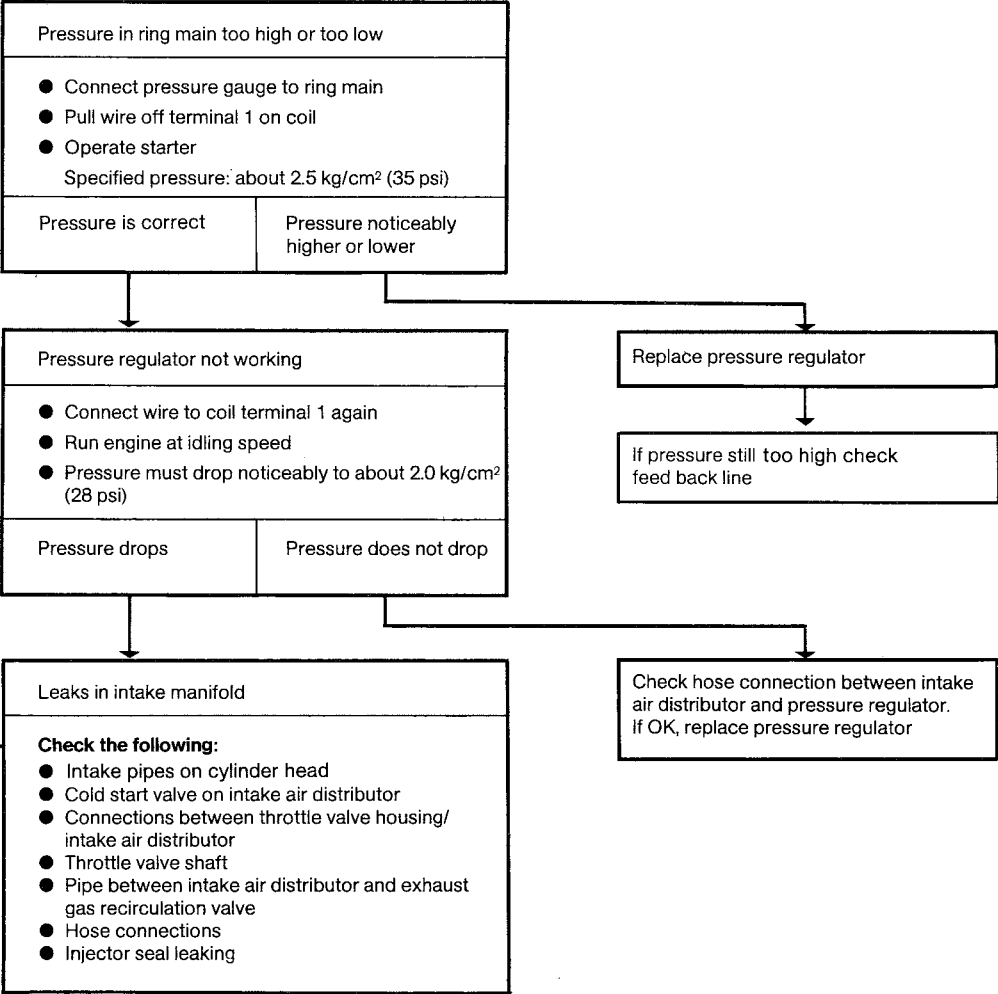 Pressure in ring main too high or too low
● Connect pressure gauge to ring main
● Pull wire off terminal 1 on coil
● Operate starter
Specified pressure: about 2.5 kg/cm² (35 psi)
Pressure is correct
Pressure noticeably
higher or lower
Replace pressure regulator
If pressure still too high check
feed back line
Pressure regulator not working
● Connect wire to coil terminal 1 again
● Run engine at idling speed
● Pressure must drop noticeably to about 2.0 kg/cm²
(28 psi)
Pressure drops
Pressure does not drop
Check hose connection between intake
air distributor and pressure regulator.
If OK, replace pressure regulator
Leaks in intake manifold
Check the following:
● Intake pipes on cylinder head
● Cold start valve on intake air distributor
● Connections between throttle valve housing/
intake air distributor
● Throttle valve shaft
● Pipe between intake air distributor and exhaust
gas recirculation valve
● Hose connections
● Injector seal leaking